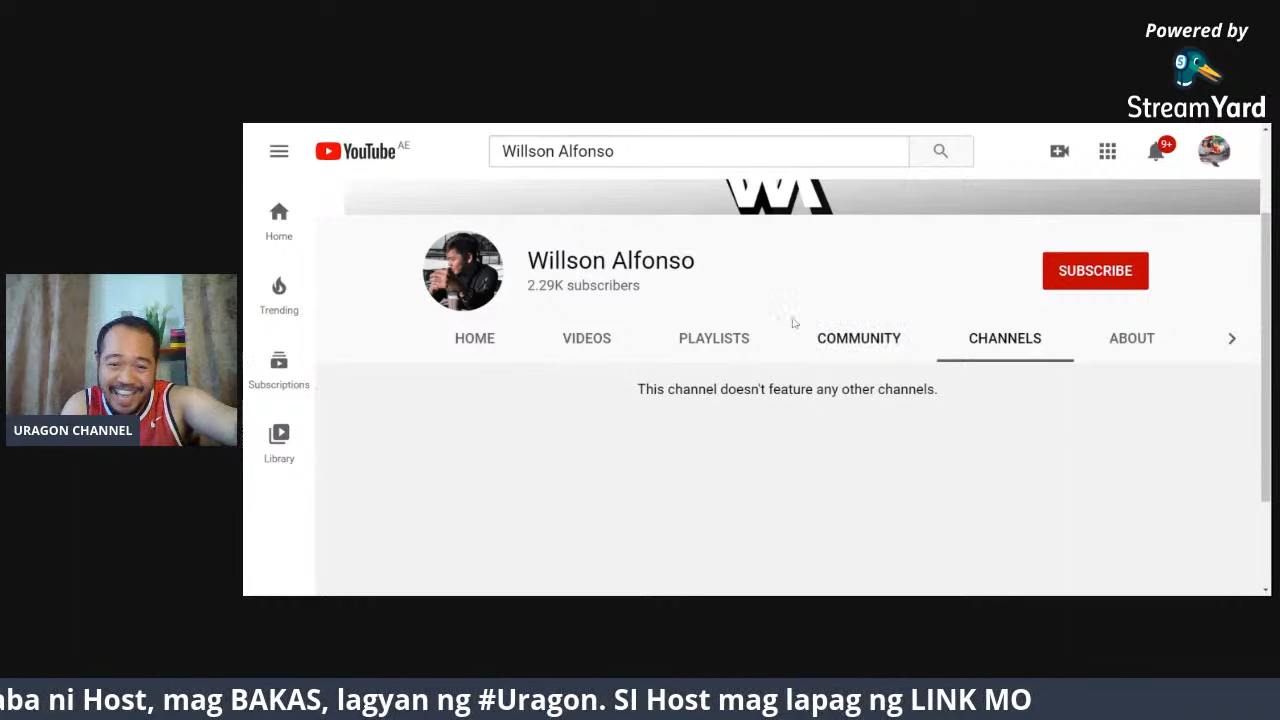 Powered by
StreamYard
YouTube AE
Willson Alfonso
9+
Home
Trending
Subscriptions
Library
WA
Willson Alfonso
2.29K subscribers
SUBSCRIBE
HOME VIDEOS PLAYLISTS COMMUNITY CHANNELS ABOUT
This channel doesn't feature any other channels.
URAGON CHANNEL
ni Host, mag BAKAS, lagyan ng #Uragon. SI Host mag lapag ng LINK MO